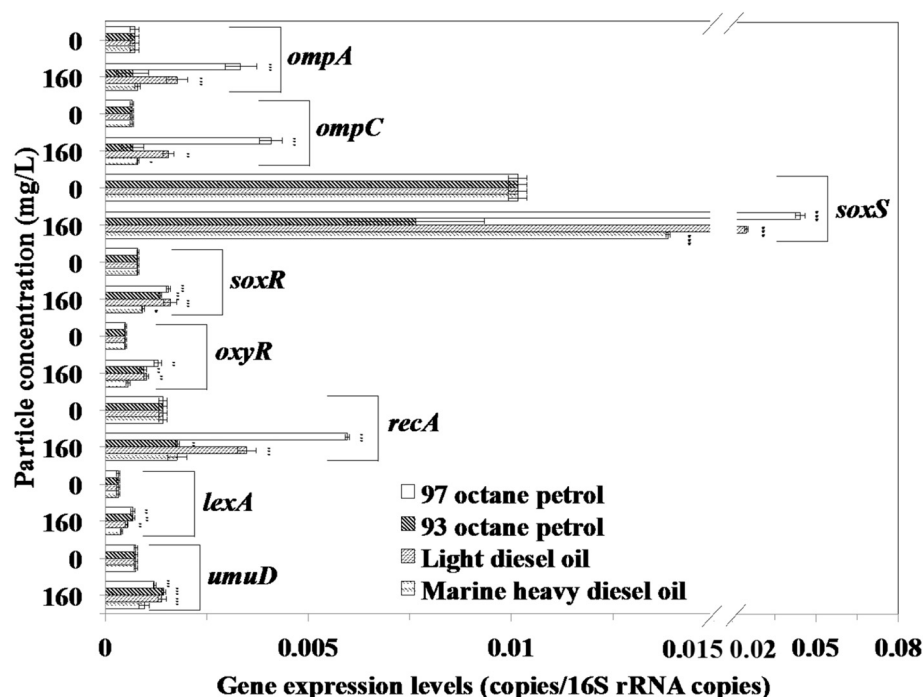 0
ompA
160
0
ompC
160
0
soxS
160
0
soxR
160
0
oxyR
160
0
recA
160
0
lexA
160
0
umuD
160
Particle concentration (mg/L)
97 octane petrol
93 octane petrol
Light diesel oil
Marine heavy diesel oil
0 0.005 0.01 0.015 0.02 0.05 0.08
Gene expression levels (copies/16S rRNA copies)